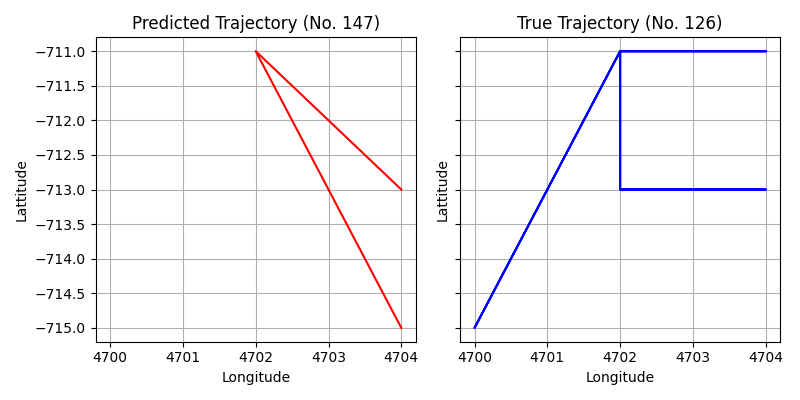 Predicted Trajectory (No. 147)
Lattitude
−711.0
−711.5
−712.0
−712.5
−713.0
−713.5
−714.0
−714.5
−715.0
4700 4701 4702 4703 4704
Longitude
True Trajectory (No. 126)
Lattitude
4700 4701 4702 4703 4704
Longitude